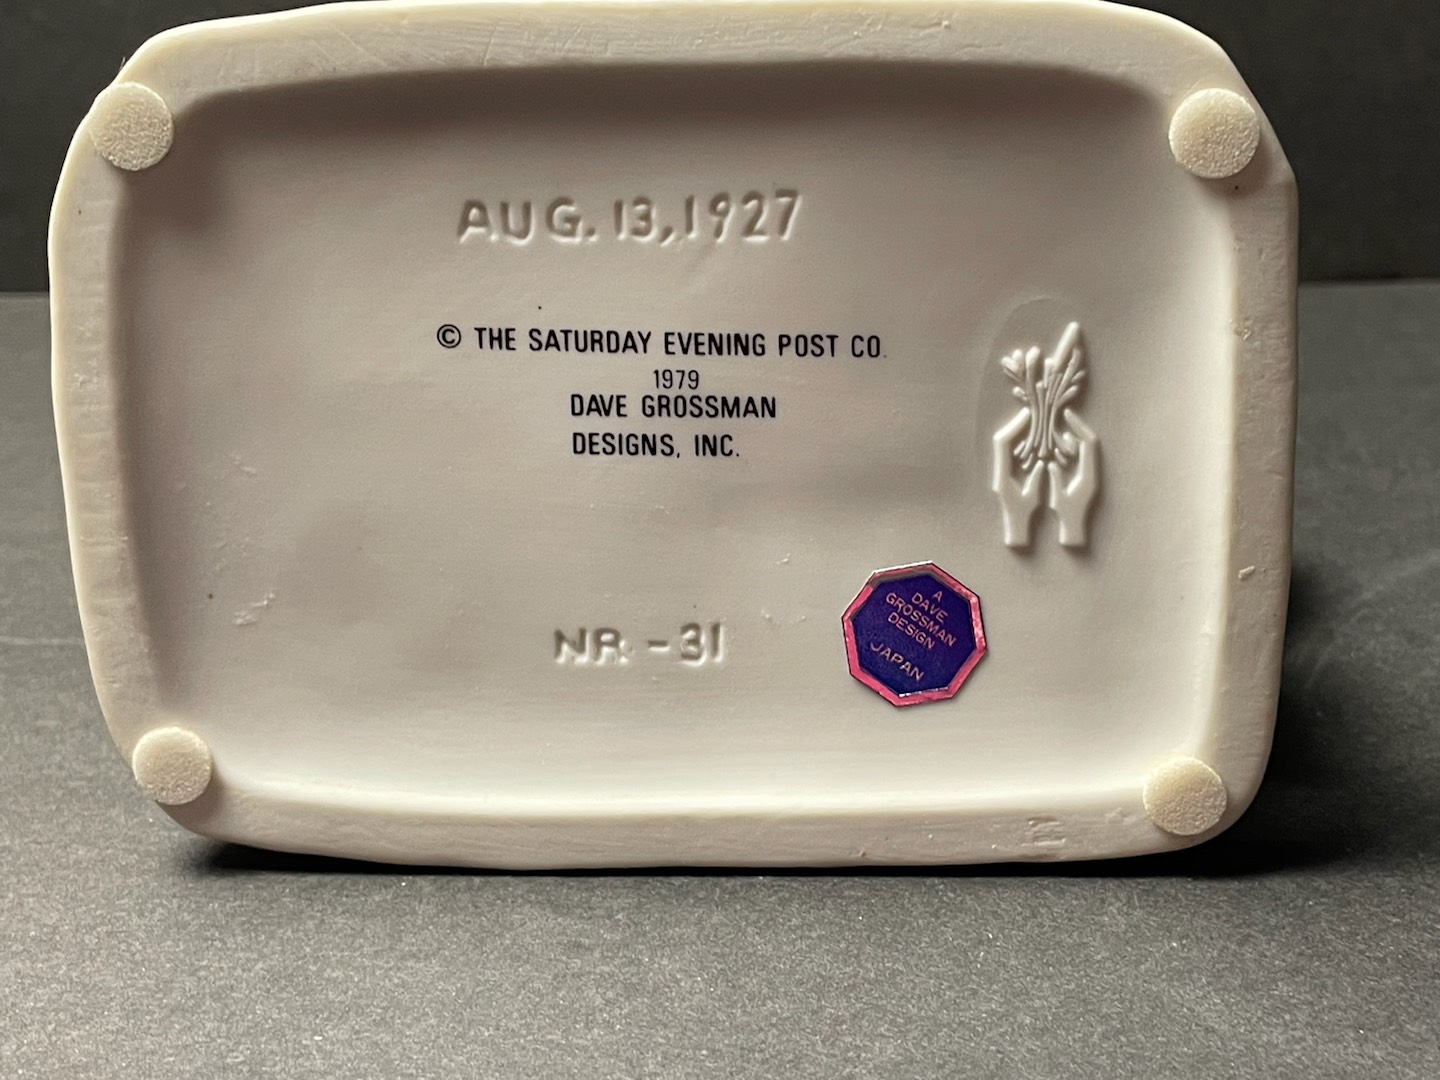 AUG. 13, 1927
© THE SATURDAY EVENING POST CO.
1979
DAVE GROSSMAN
DESIGNS, INC.
NR.-31
A
DAVE
GROSSMAN
DESIGN
JAPAN